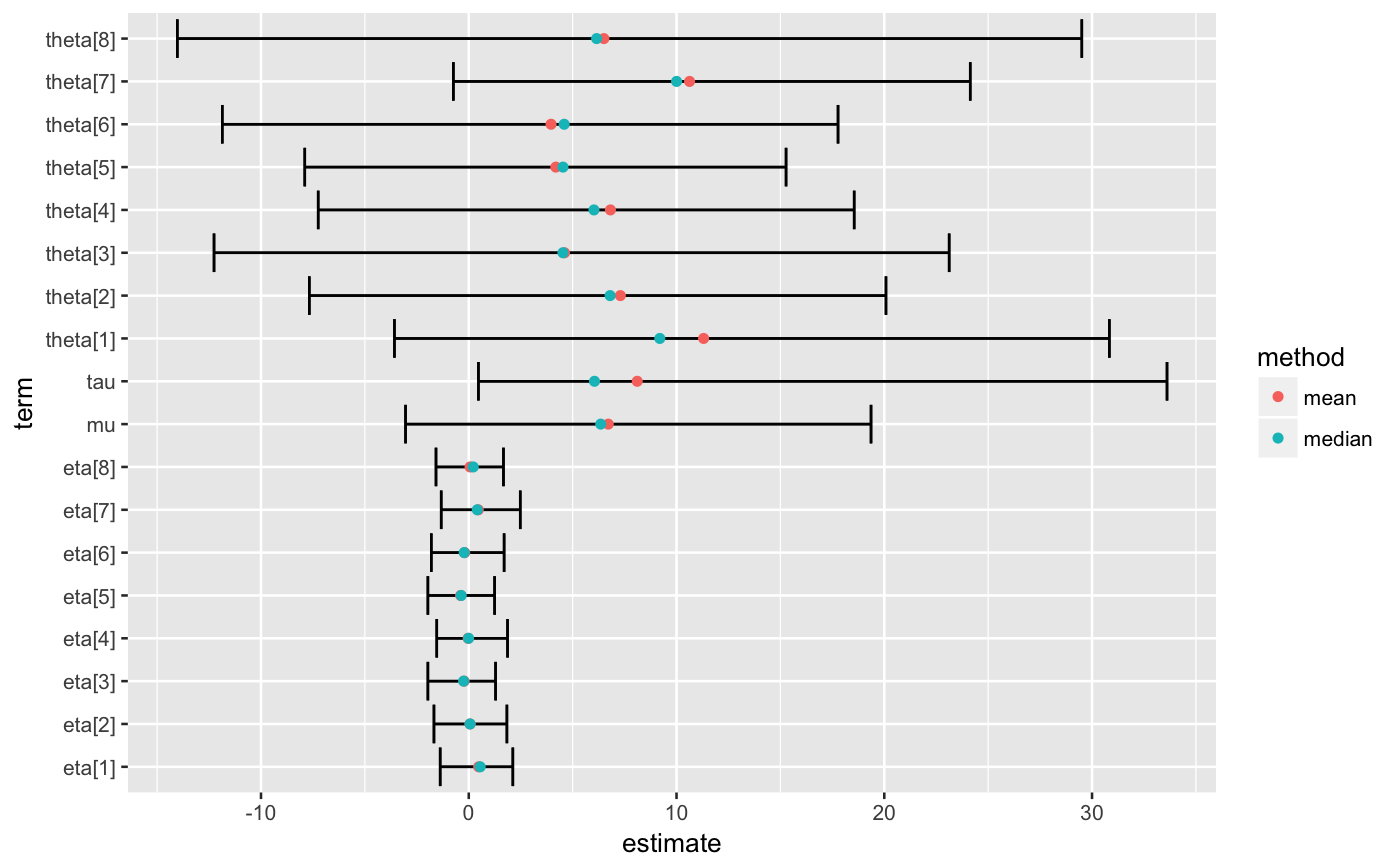 theta[8]
theta[7]
theta[6]
theta[5]
theta[4]
theta[3]
theta[2]
theta[1]
tau
mu
eta[8]
eta[7]
eta[6]
eta[5]
eta[4]
eta[3]
eta[2]
eta[1]
term
-10 0 10 20 30
estimate
method
mean
median